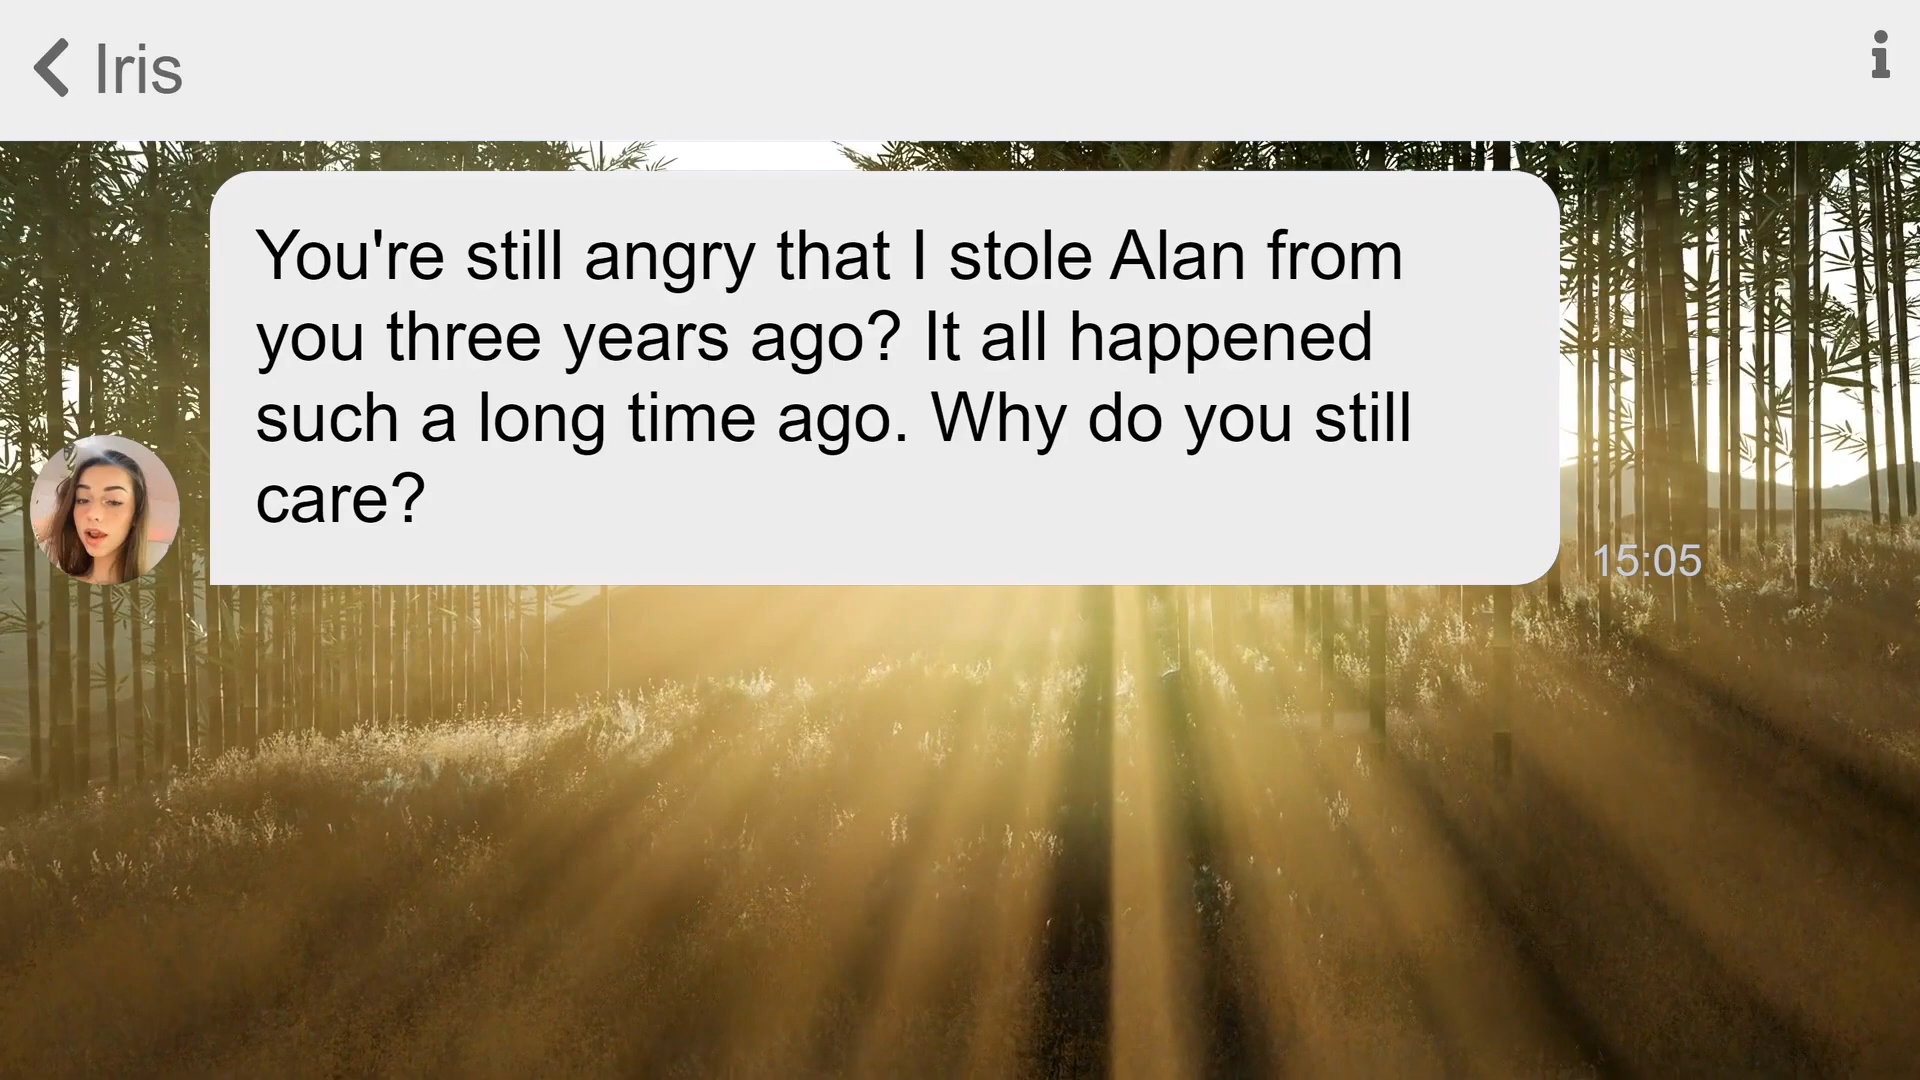 Iris
You're still angry that I stole Alan from
you three years ago? It all happened
such a long time ago. Why do you still
care?
15:05